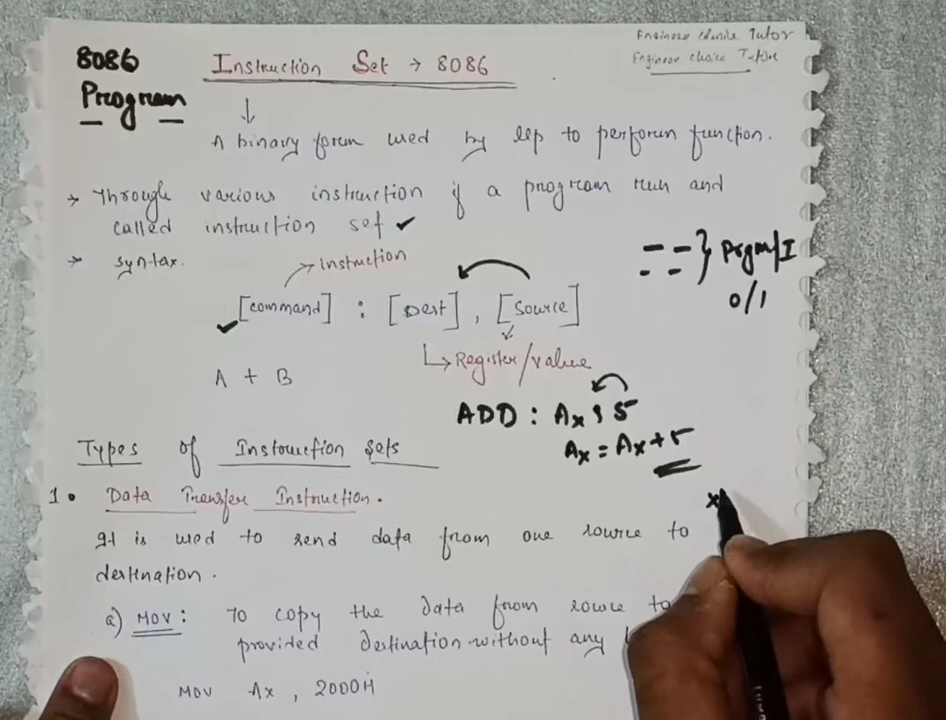 Engineer choice Tutor
Engineer choice Tutor
8086
Program
Instruction Set → 8086
↓
A binary form used by up to perform function.
→ Through various instruction if a program run and
called instruction set ✓
→ syntax.
→ Instruction
-- -- } Prgm/I
0/1
[command] : [Dest] , [Source]
↳ Register/value
A + B
ADD : Ax , 5
Ax = Ax + 5
Types of Instruction Sets
1. Data Transfer Instruction.
It is used to send data from one source to
destination.
a) MOV: To copy the data from source to
provided destination without any
MOV Ax , 2000H